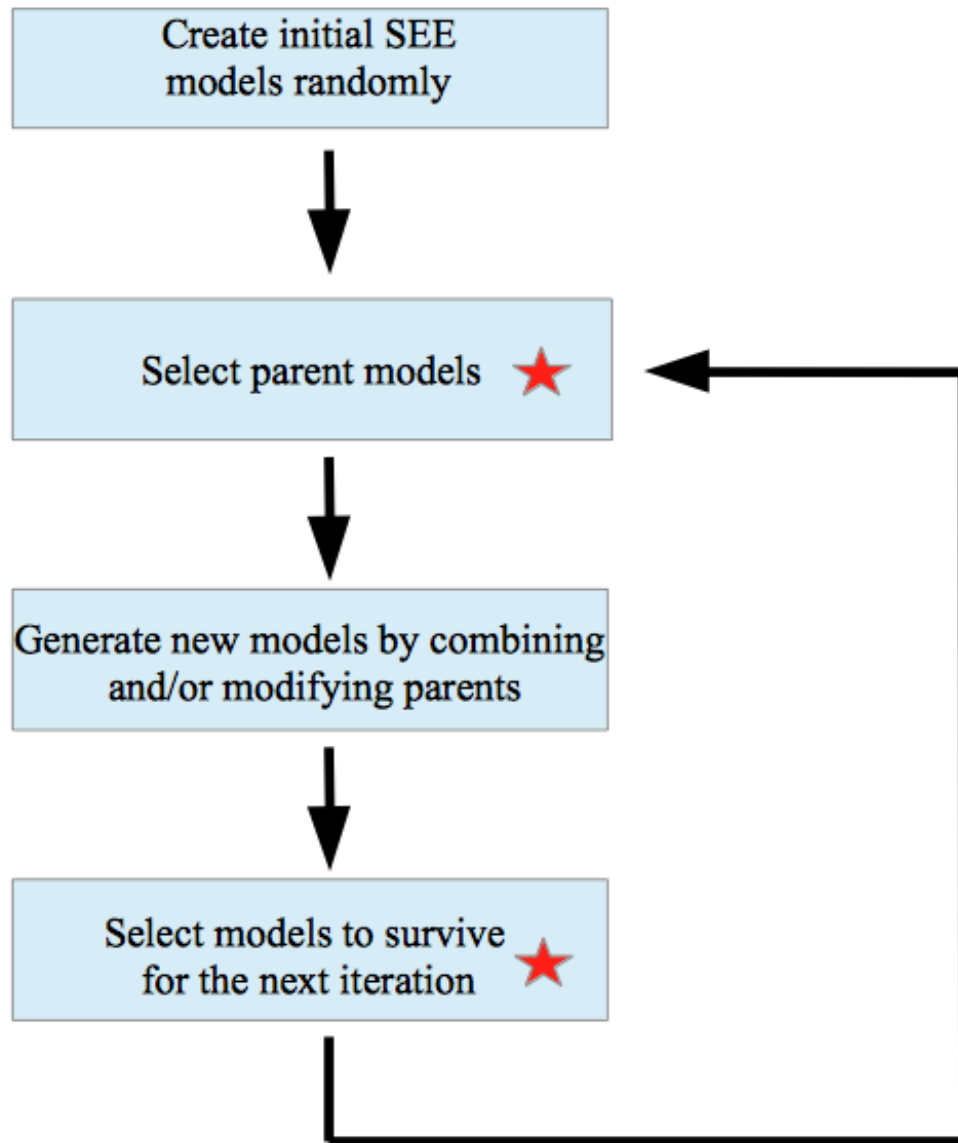 Create initial SEE
models randomly
Select parent models
Generate new models by combining
and/or modifying parents
Select models to survive
for the next iteration